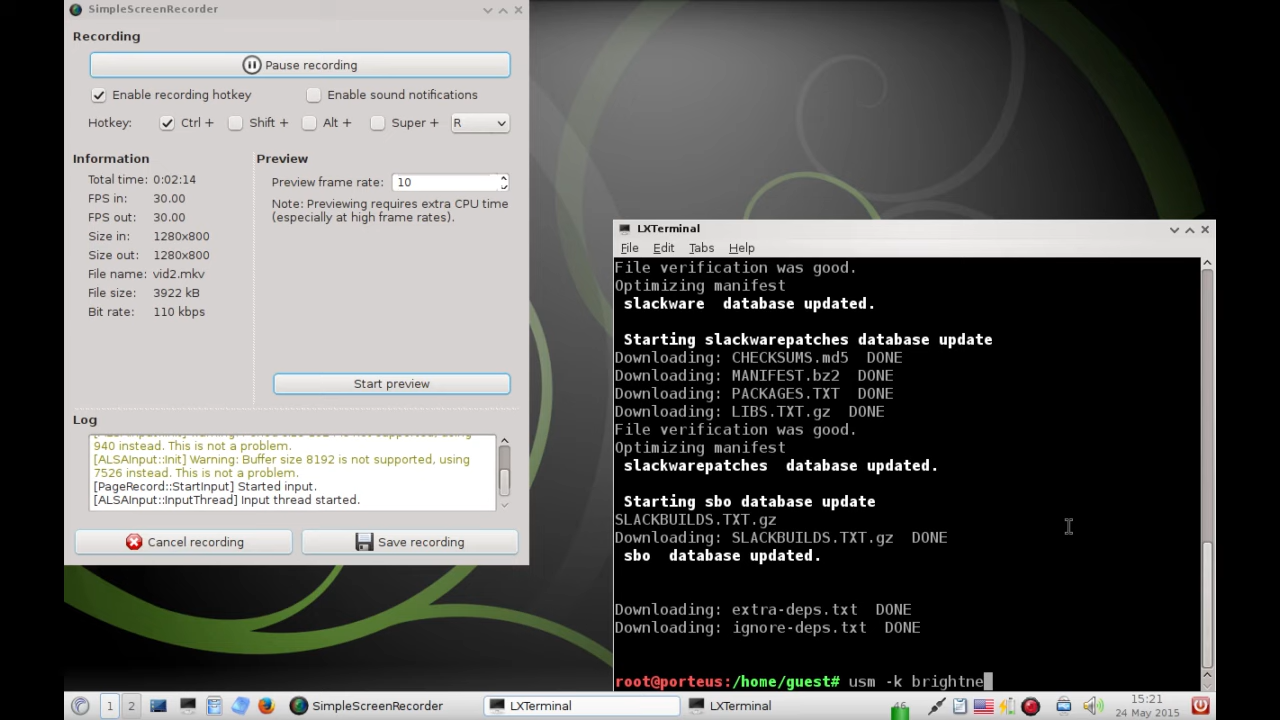 SimpleScreenRecorder
Recording
Pause recording
Enable recording hotkey
Enable sound notifications
Hotkey:
Ctrl +
Shift +
Alt +
Super +
R
Information
Total time: 0:02:14
FPS in: 30.00
FPS out: 30.00
Size in: 1280x800
Size out: 1280x800
File name: vid2.mkv
File size: 3922 kB
Bit rate: 110 kbps
Preview
Preview frame rate: 10
Note: Previewing requires extra CPU time
(especially at high frame rates).
Start preview
Log
940 instead. This is not a problem.
[ALSAInput::Init] Warning: Buffer size 8192 is not supported, using
7526 instead. This is not a problem.
[PageRecord::StartInput] Started input.
[ALSAInput::InputThread] Input thread started.
Cancel recording
Save recording
LXTerminal
File Edit Tabs Help
File verification was good.
Optimizing manifest
slackware database updated.
Starting slackwarepatches database update
Downloading: CHECKSUMS.md5 DONE
Downloading: MANIFEST.bz2 DONE
Downloading: PACKAGES.TXT DONE
Downloading: LIBS.TXT.gz DONE
File verification was good.
Optimizing manifest
slackwarepatches database updated.
Starting sbo database update
SLACKBUILDS.TXT.gz
Downloading: SLACKBUILDS.TXT.gz DONE
sbo database updated.
Downloading: extra-deps.txt DONE
Downloading: ignore-deps.txt DONE
root@porteus:/home/guest# usm -k brightne
1
2
SimpleScreenRecorder
LXTerminal
LXTerminal
46
15:21
24 May 2015